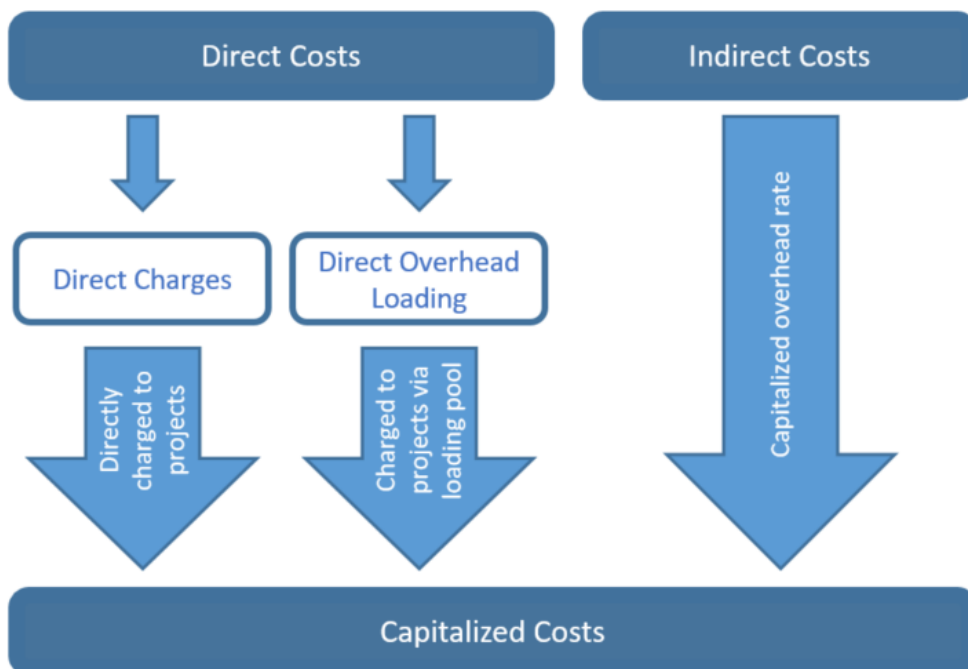 Direct Costs
Indirect Costs
Direct Charges
Direct Overhead
Loading
Directly
charged to
projects
Charged to
projects via
loading pool
Capitalized overhead rate
Capitalized Costs